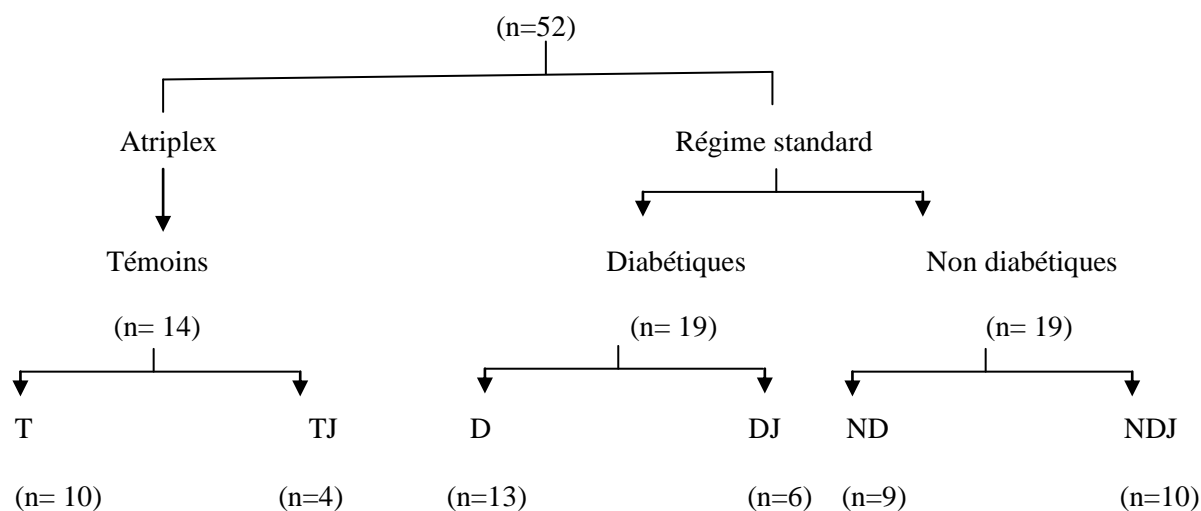 (n=52)
Atriplex Régime standard
Témoins Diabétiques Non diabétiques
(n= 14) (n= 19) (n= 19)
T TJ D DJ ND NDJ
(n= 10) (n=4) (n=13) (n=6) (n=9) (n=10)